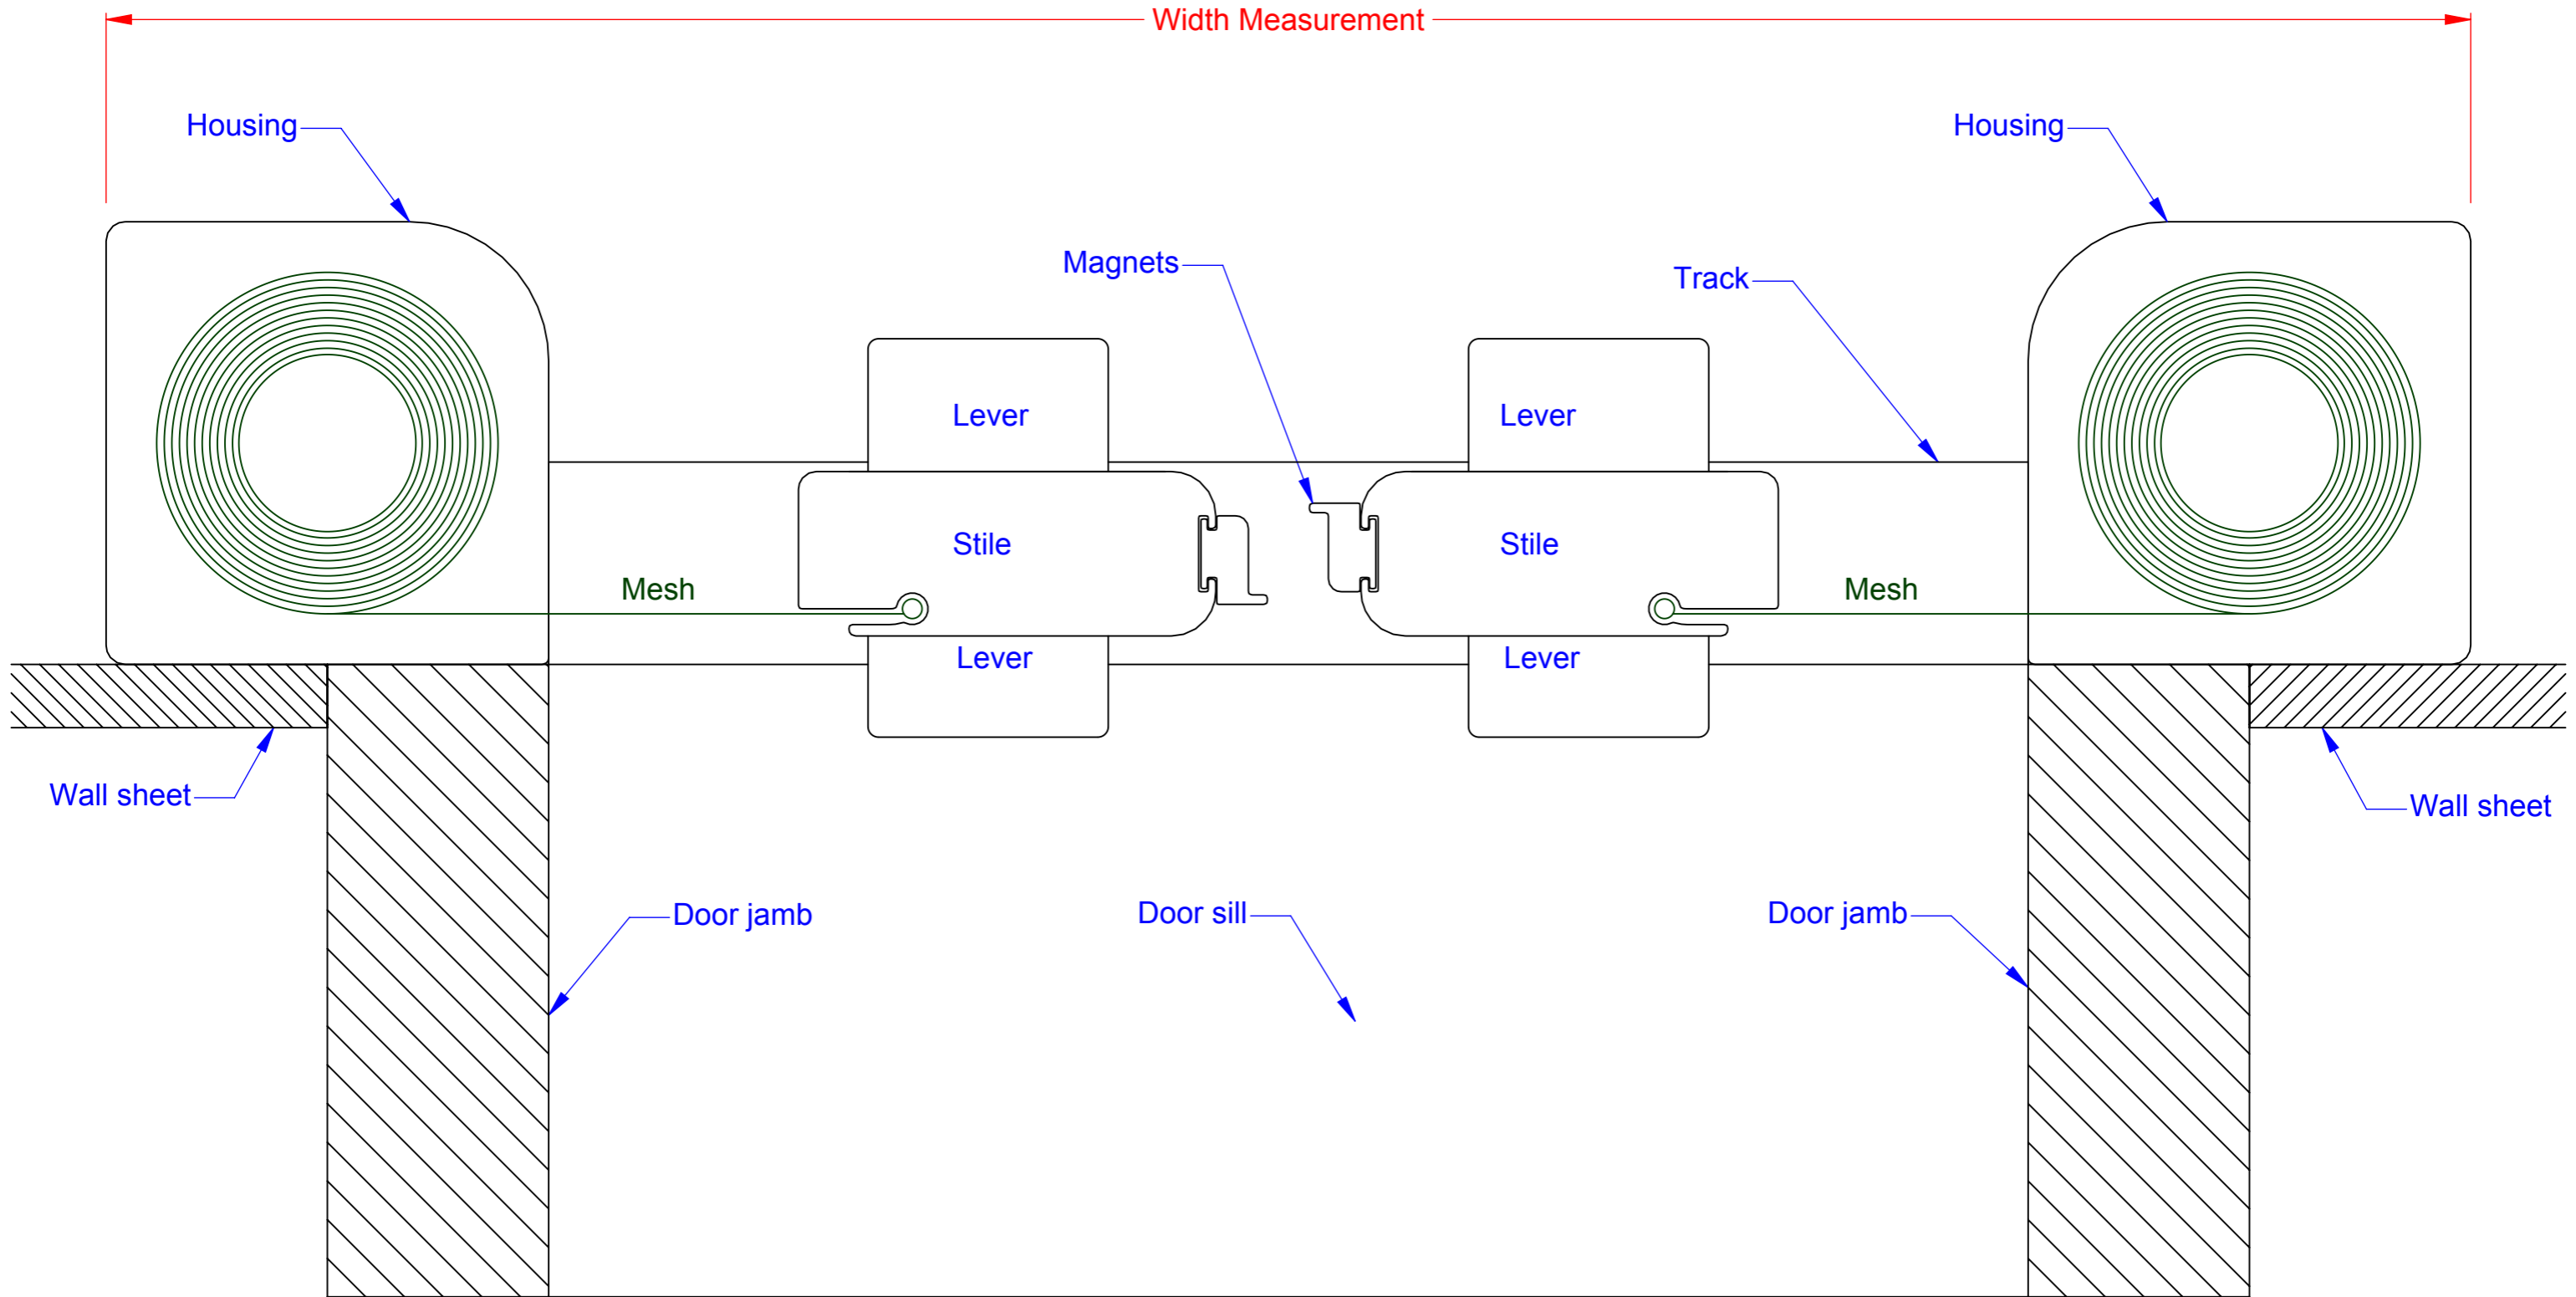 Width Measurement
Housing
Housing
Magnets
Track
Lever
Lever
Stile
Stile
Mesh
Mesh
Lever
Lever
Wall sheet
Wall sheet
Door jamb
Door sill
Door jamb